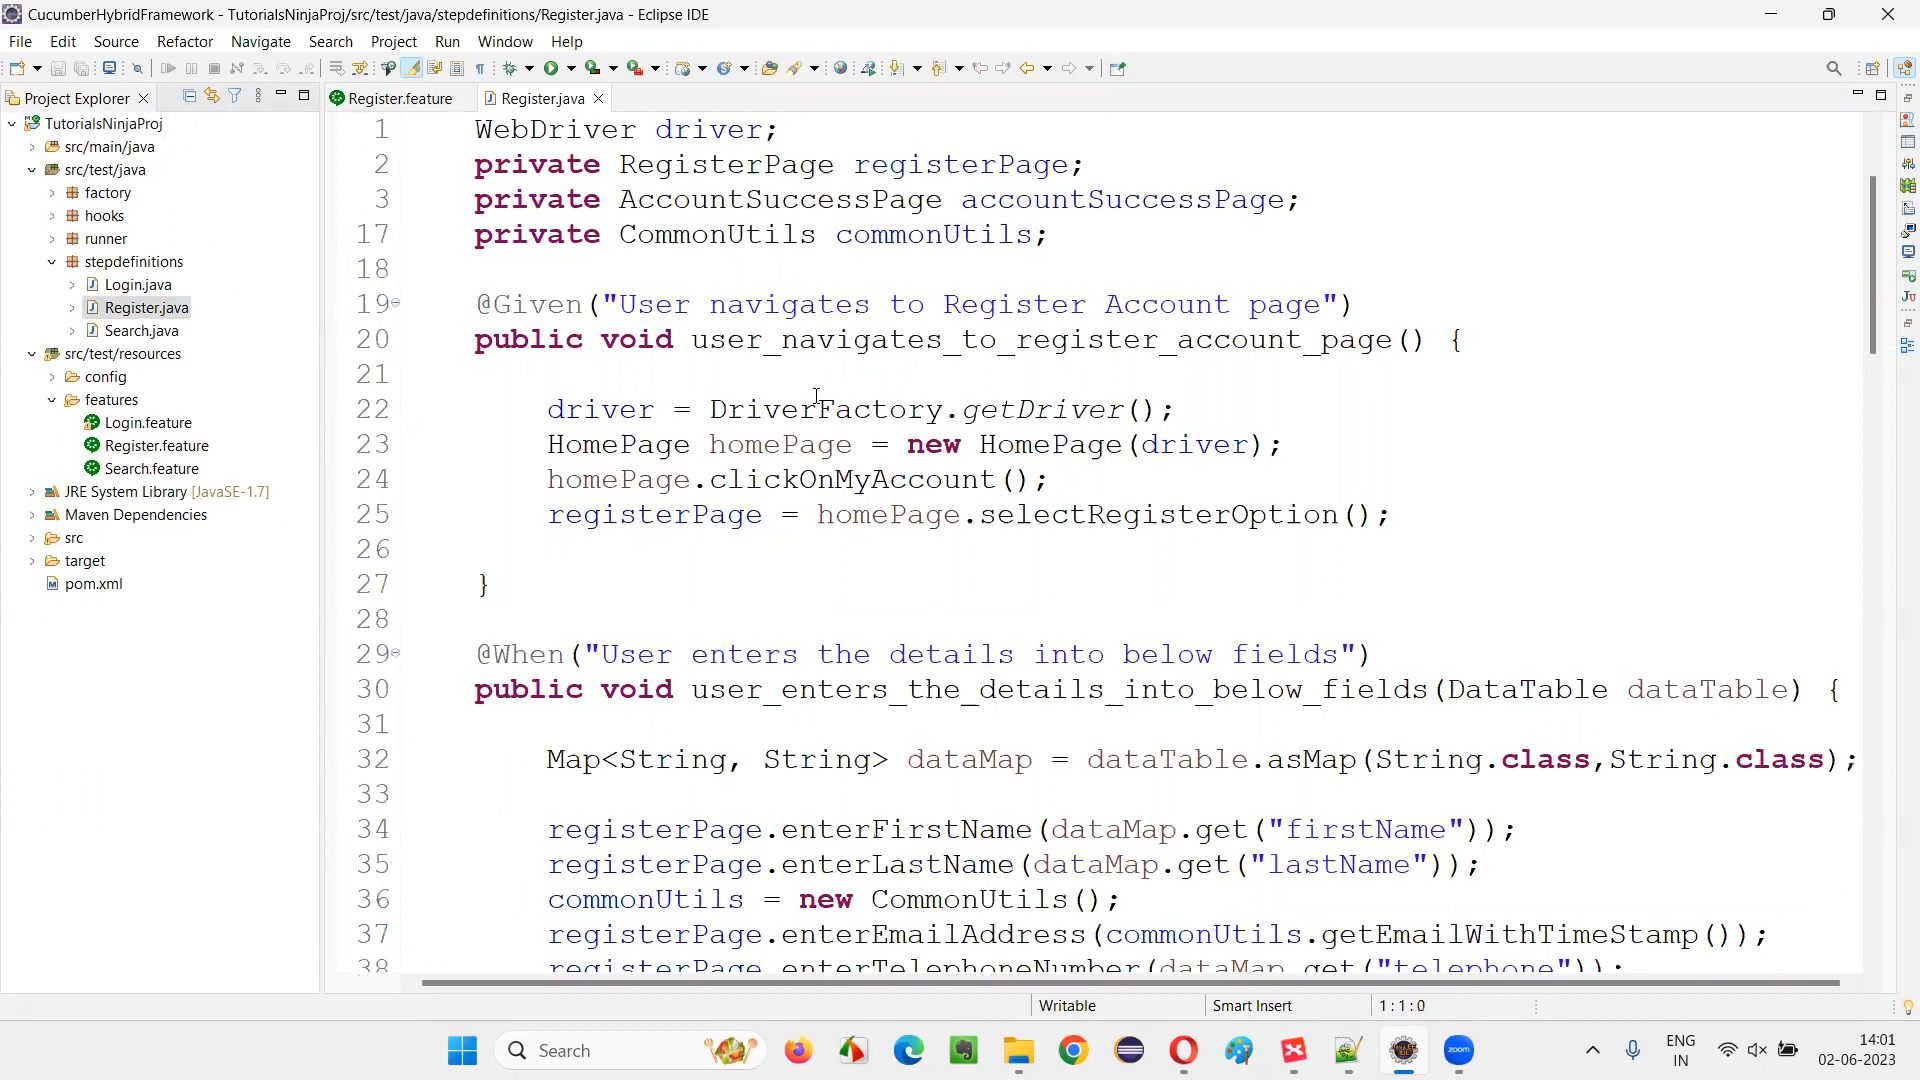 CucumberHybridFramework - TutorialsNinjaProj/src/test/java/stepdefinitions/Register.java - Eclipse IDE
File Edit Source Refactor Navigate Search Project Run Window Help
Project Explorer
Register.feature
Register.java
TutorialsNinjaProj
src/main/java
src/test/java
factory
hooks
runner
stepdefinitions
Login.java
Register.java
Search.java
src/test/resources
config
features
Login.feature
Register.feature
Search.feature
JRE System Library [JavaSE-1.7]
Maven Dependencies
src
target
pom.xml
1 WebDriver driver;
2 private RegisterPage registerPage;
3 private AccountSuccessPage accountSuccessPage;
17 private CommonUtils commonUtils;
18
19 @Given("User navigates to Register Account page")
20 public void user_navigates_to_register_account_page() {
21
22 driver = DriverFactory.getDriver();
23 HomePage homePage = new HomePage(driver);
24 homePage.clickOnMyAccount();
25 registerPage = homePage.selectRegisterOption();
26
27 }
28
29 @When("User enters the details into below fields")
30 public void user_enters_the_details_into_below_fields(DataTable dataTable) {
31
32 Map<String, String> dataMap = dataTable.asMap(String.class,String.class);
33
34 registerPage.enterFirstName(dataMap.get("firstName"));
35 registerPage.enterLastName(dataMap.get("lastName"));
36 commonUtils = new CommonUtils();
37 registerPage.enterEmailAddress(commonUtils.getEmailWithTimeStamp());
38 registerPage.enterTelephoneNumber(dataMap.get("telephone"));
Writable
Smart Insert
1 : 1 : 0
Search
zoom
ENG
IN
14:01
02-06-2023